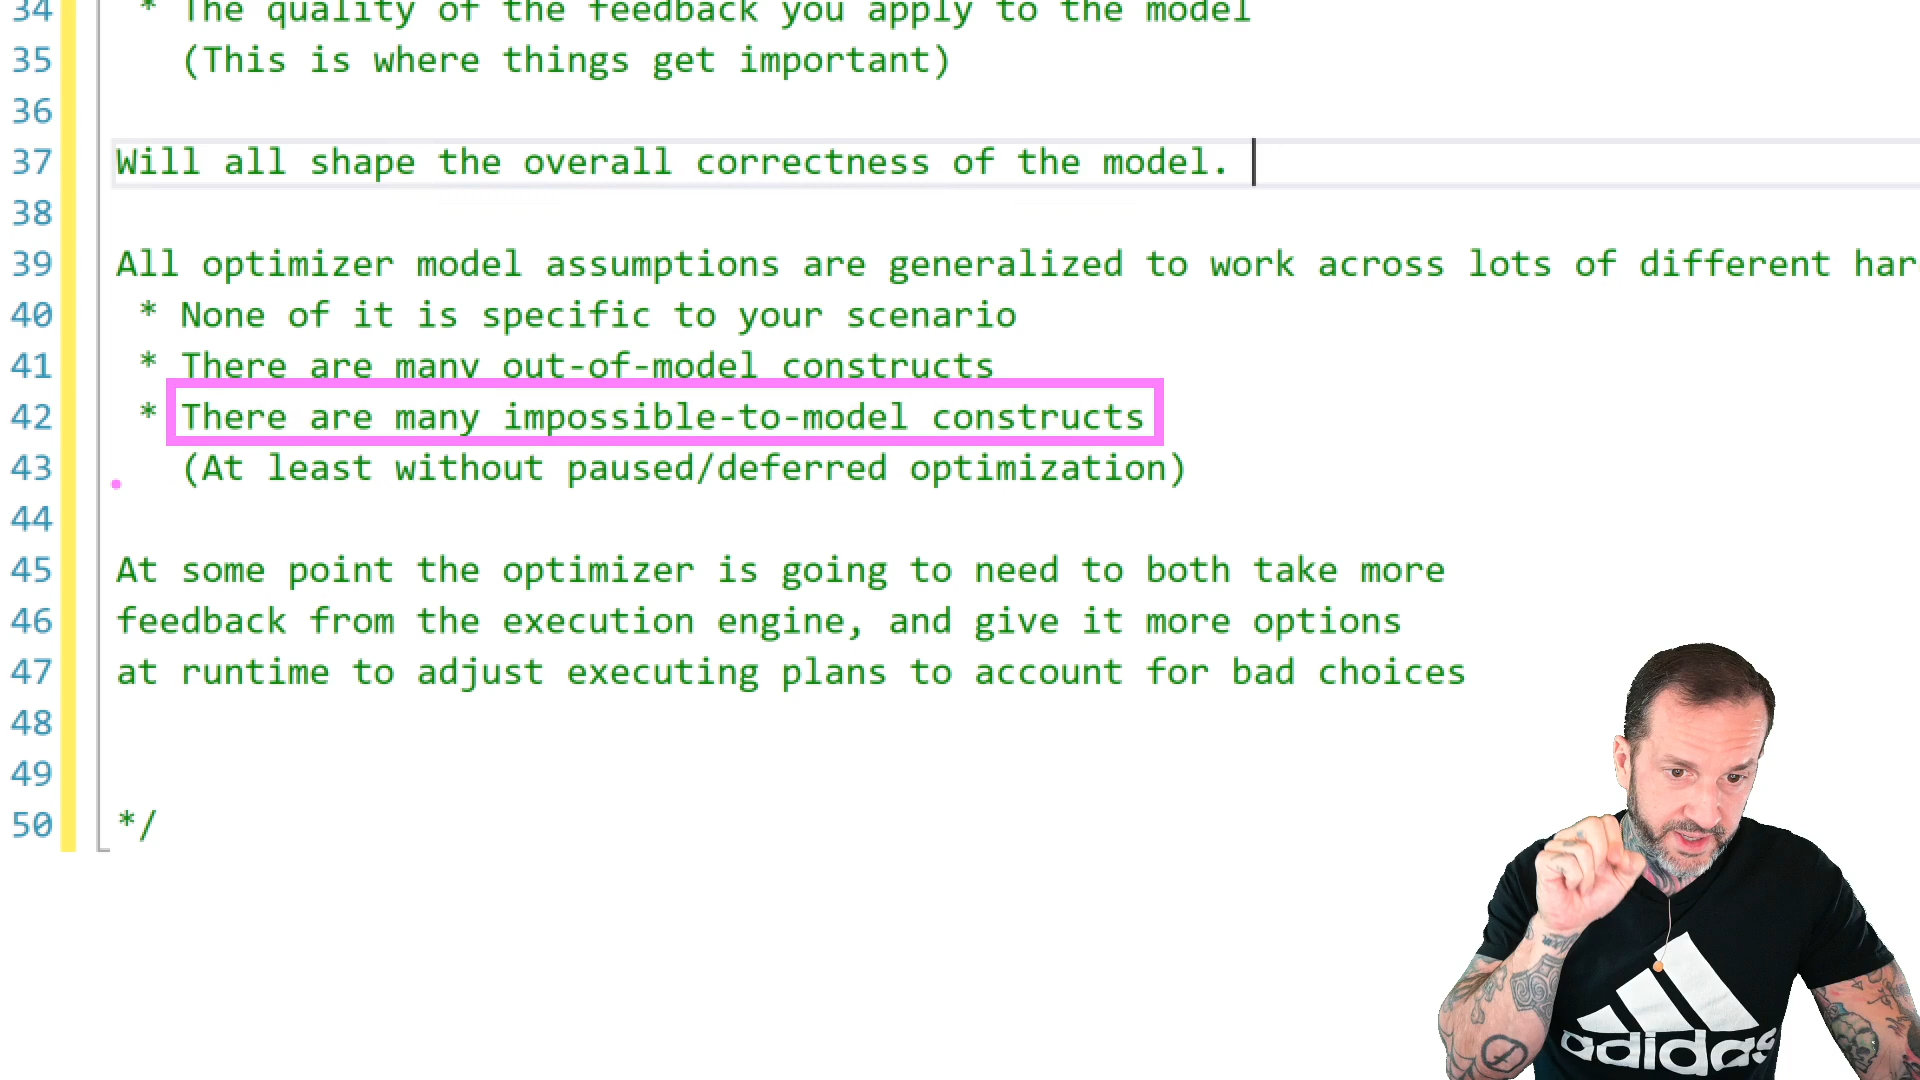 34 * The quality of the feedback you apply to the model
35 (This is where things get important)
36
37 Will all shape the overall correctness of the model.
38
39 All optimizer model assumptions are generalized to work across lots of different har
40 * None of it is specific to your scenario
41 * There are many out-of-model constructs
42 * There are many impossible-to-model constructs
43 (At least without paused/deferred optimization)
44
45 At some point the optimizer is going to need to both take more
46 feedback from the execution engine, and give it more options
47 at runtime to adjust executing plans to account for bad choices
48
49
50 */
adidas